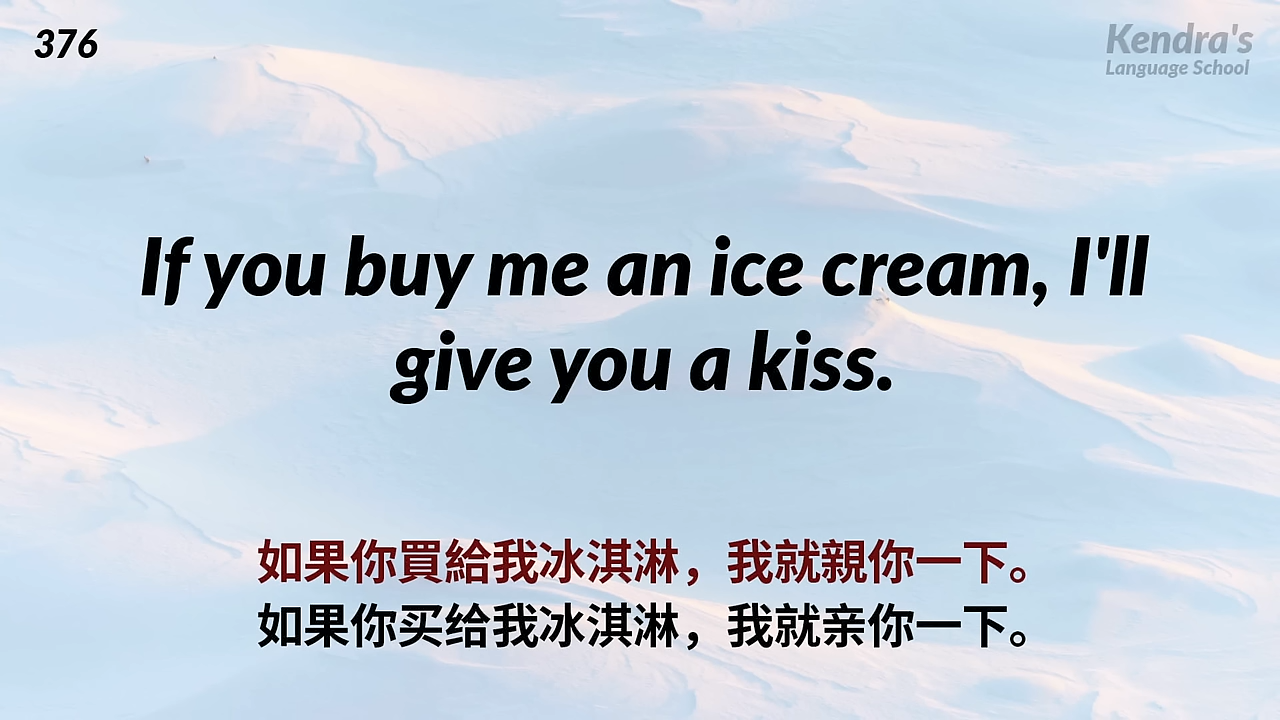 376
Kendra's
Language School
If you buy me an ice cream, I'll
give you a kiss.
如果你買給我冰淇淋，我就親你一下。
如果你买给我冰淇淋，我就亲你一下。